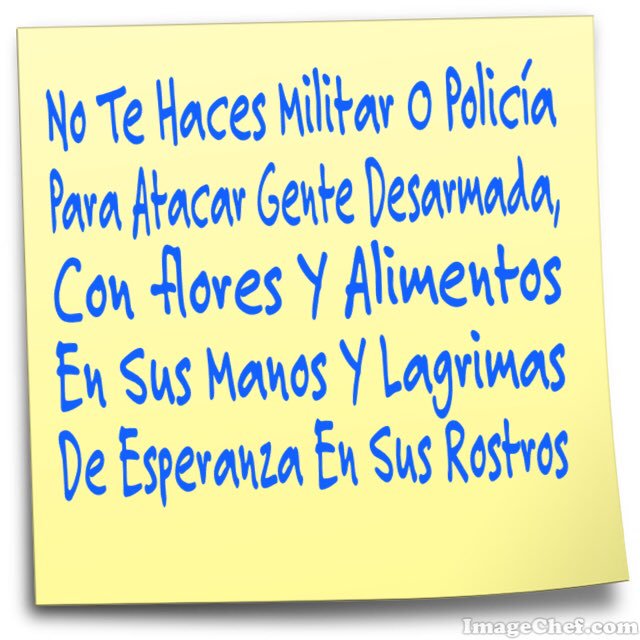 No Te Haces Militar O Policía
Para Atacar Gente Desarmada,
Con flores Y Alimentos
En Sus Manos Y Lagrimas
De Esperanza En Sus Rostros
ImageChef.com